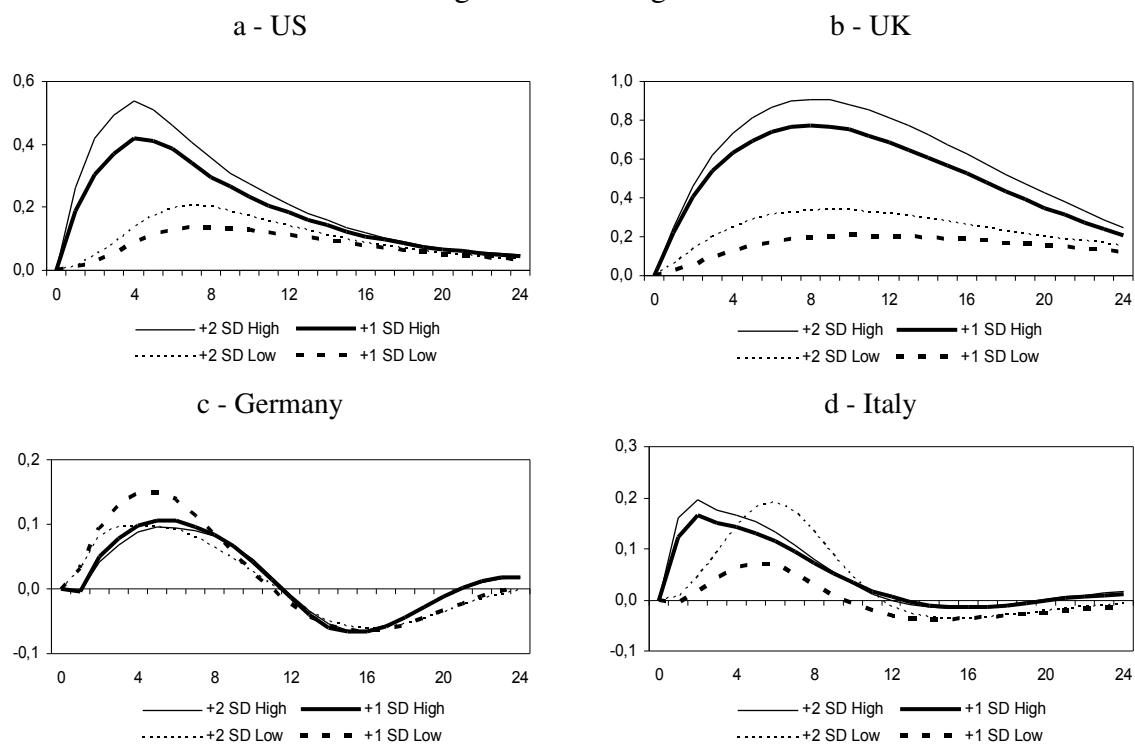 a - US
b - UK
0,6
0,4
0,2
0,0
0 4 8 12 16 20 24
+2 SD High +1 SD High
+2 SD Low +1 SD Low
1,0
0,8
0,6
0,4
0,2
0,0
0 4 8 12 16 20 24
+2 SD High +1 SD High
+2 SD Low +1 SD Low
c - Germany
d - Italy
0,2
0,1
0,0
-0,1
0 4 8 12 16 20 24
+2 SD High +1 SD High
+2 SD Low +1 SD Low
0,3
0,2
0,1
0,0
-0,1
0 4 8 12 16 20 24
+2 SD High +1 SD High
+2 SD Low +1 SD Low